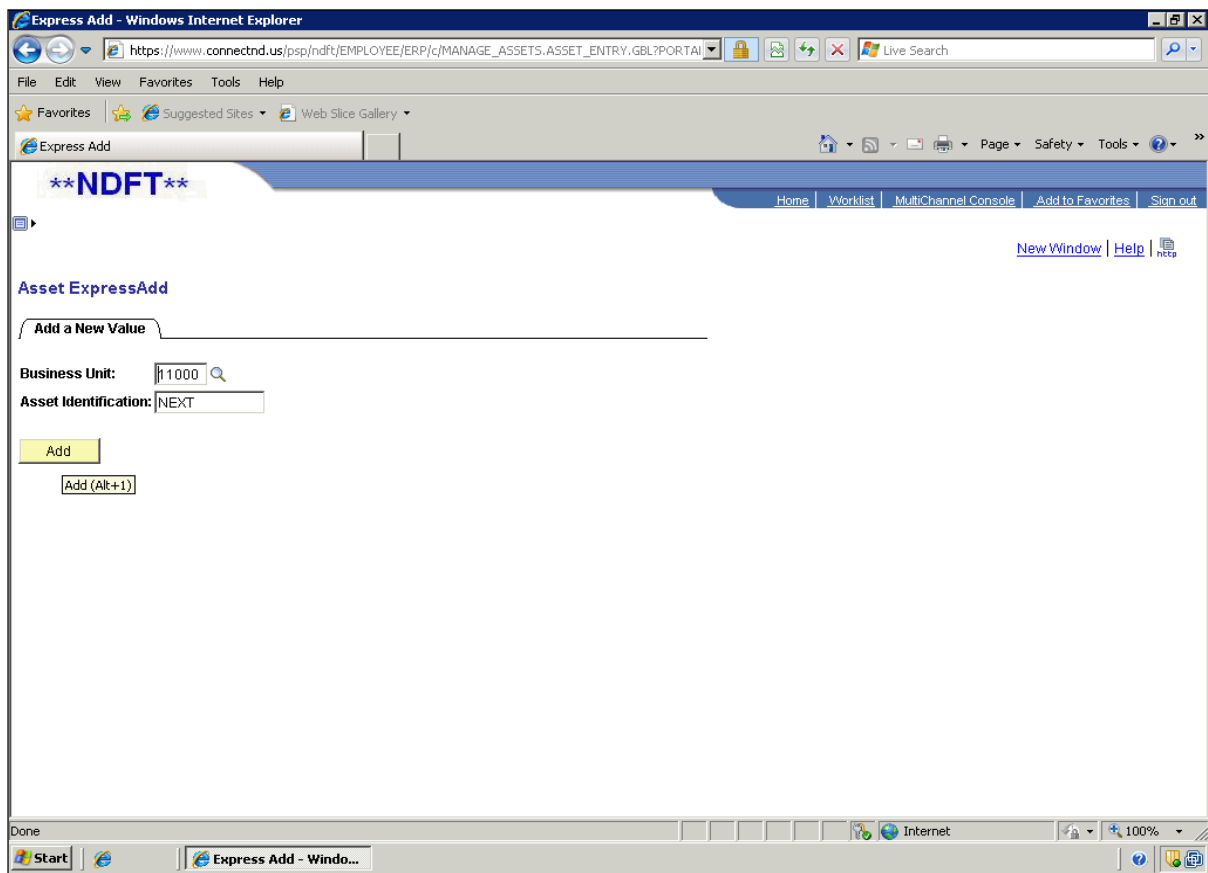 Express Add - Windows Internet Explorer
https://www.connectnd.us/psp/ndft/EMPLOYEE/ERP/c/MANAGE_ASSETS.ASSET_ENTRY.GBL?PORTAI
Live Search
File Edit View Favorites Tools Help
Favorites Suggested Sites Web Slice Gallery
Express Add
Page Safety Tools
**NDFT**
Home Worklist MultiChannel Console Add to Favorites Sign out
New Window Help http
Asset ExpressAdd
Add a New Value
Business Unit: 11000
Asset Identification: NEXT
Add
Add (Alt+1)
Done Internet 100%
Start Express Add - Windo...